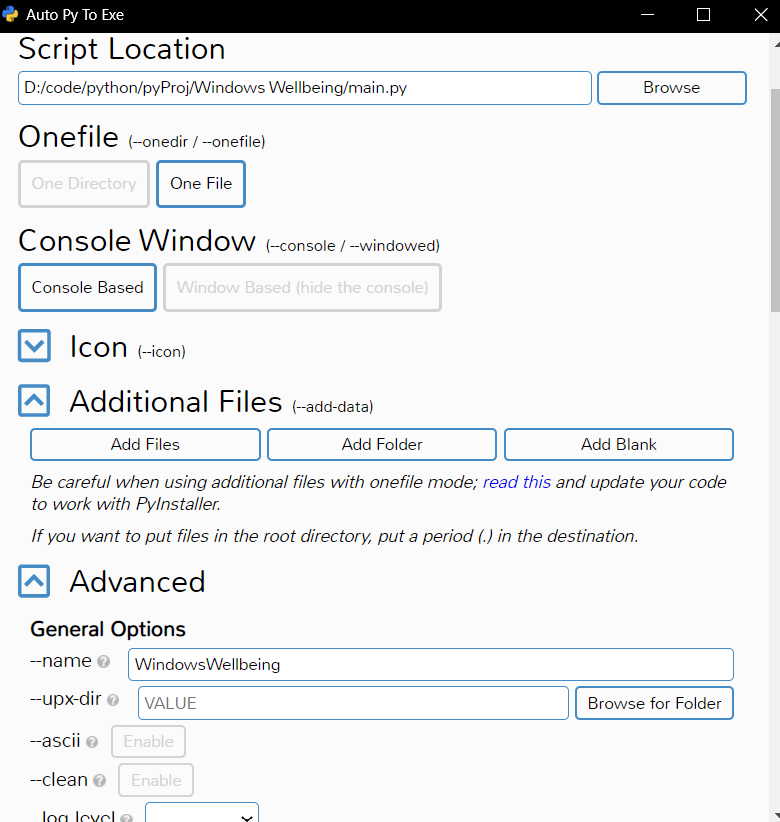 Auto Py To Exe
Script Location
D:/code/python/pyProj/Windows Wellbeing/main.py Browse
Onefile (--onedir / --onefile)
One Directory One File
Console Window (--console / --windowed)
Console Based Window Based (hide the console)
Icon (--icon)
Additional Files (--add-data)
Add Files Add Folder Add Blank
Be careful when using additional files with onefile mode; read this and update your code
to work with PyInstaller.
If you want to put files in the root directory, put a period (.) in the destination.
Advanced
General Options
--name ? WindowsWellbeing
--upx-dir ? VALUE Browse for Folder
--ascii ? Enable
--clean ? Enable
--log level ?